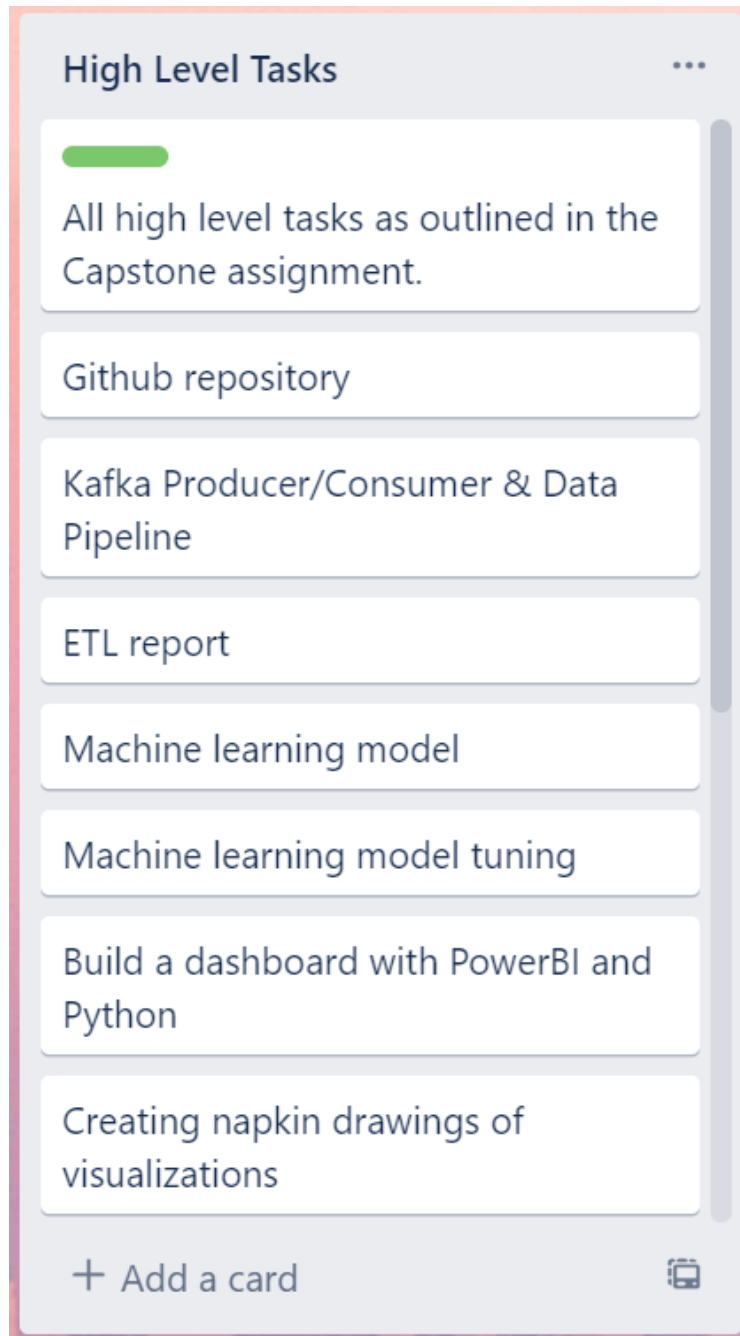 High Level Tasks
All high level tasks as outlined in the
Capstone assignment.
Github repository
Kafka Producer/Consumer & Data
Pipeline
ETL report
Machine learning model
Machine learning model tuning
Build a dashboard with PowerBI and
Python
Creating napkin drawings of
visualizations
+ Add a card